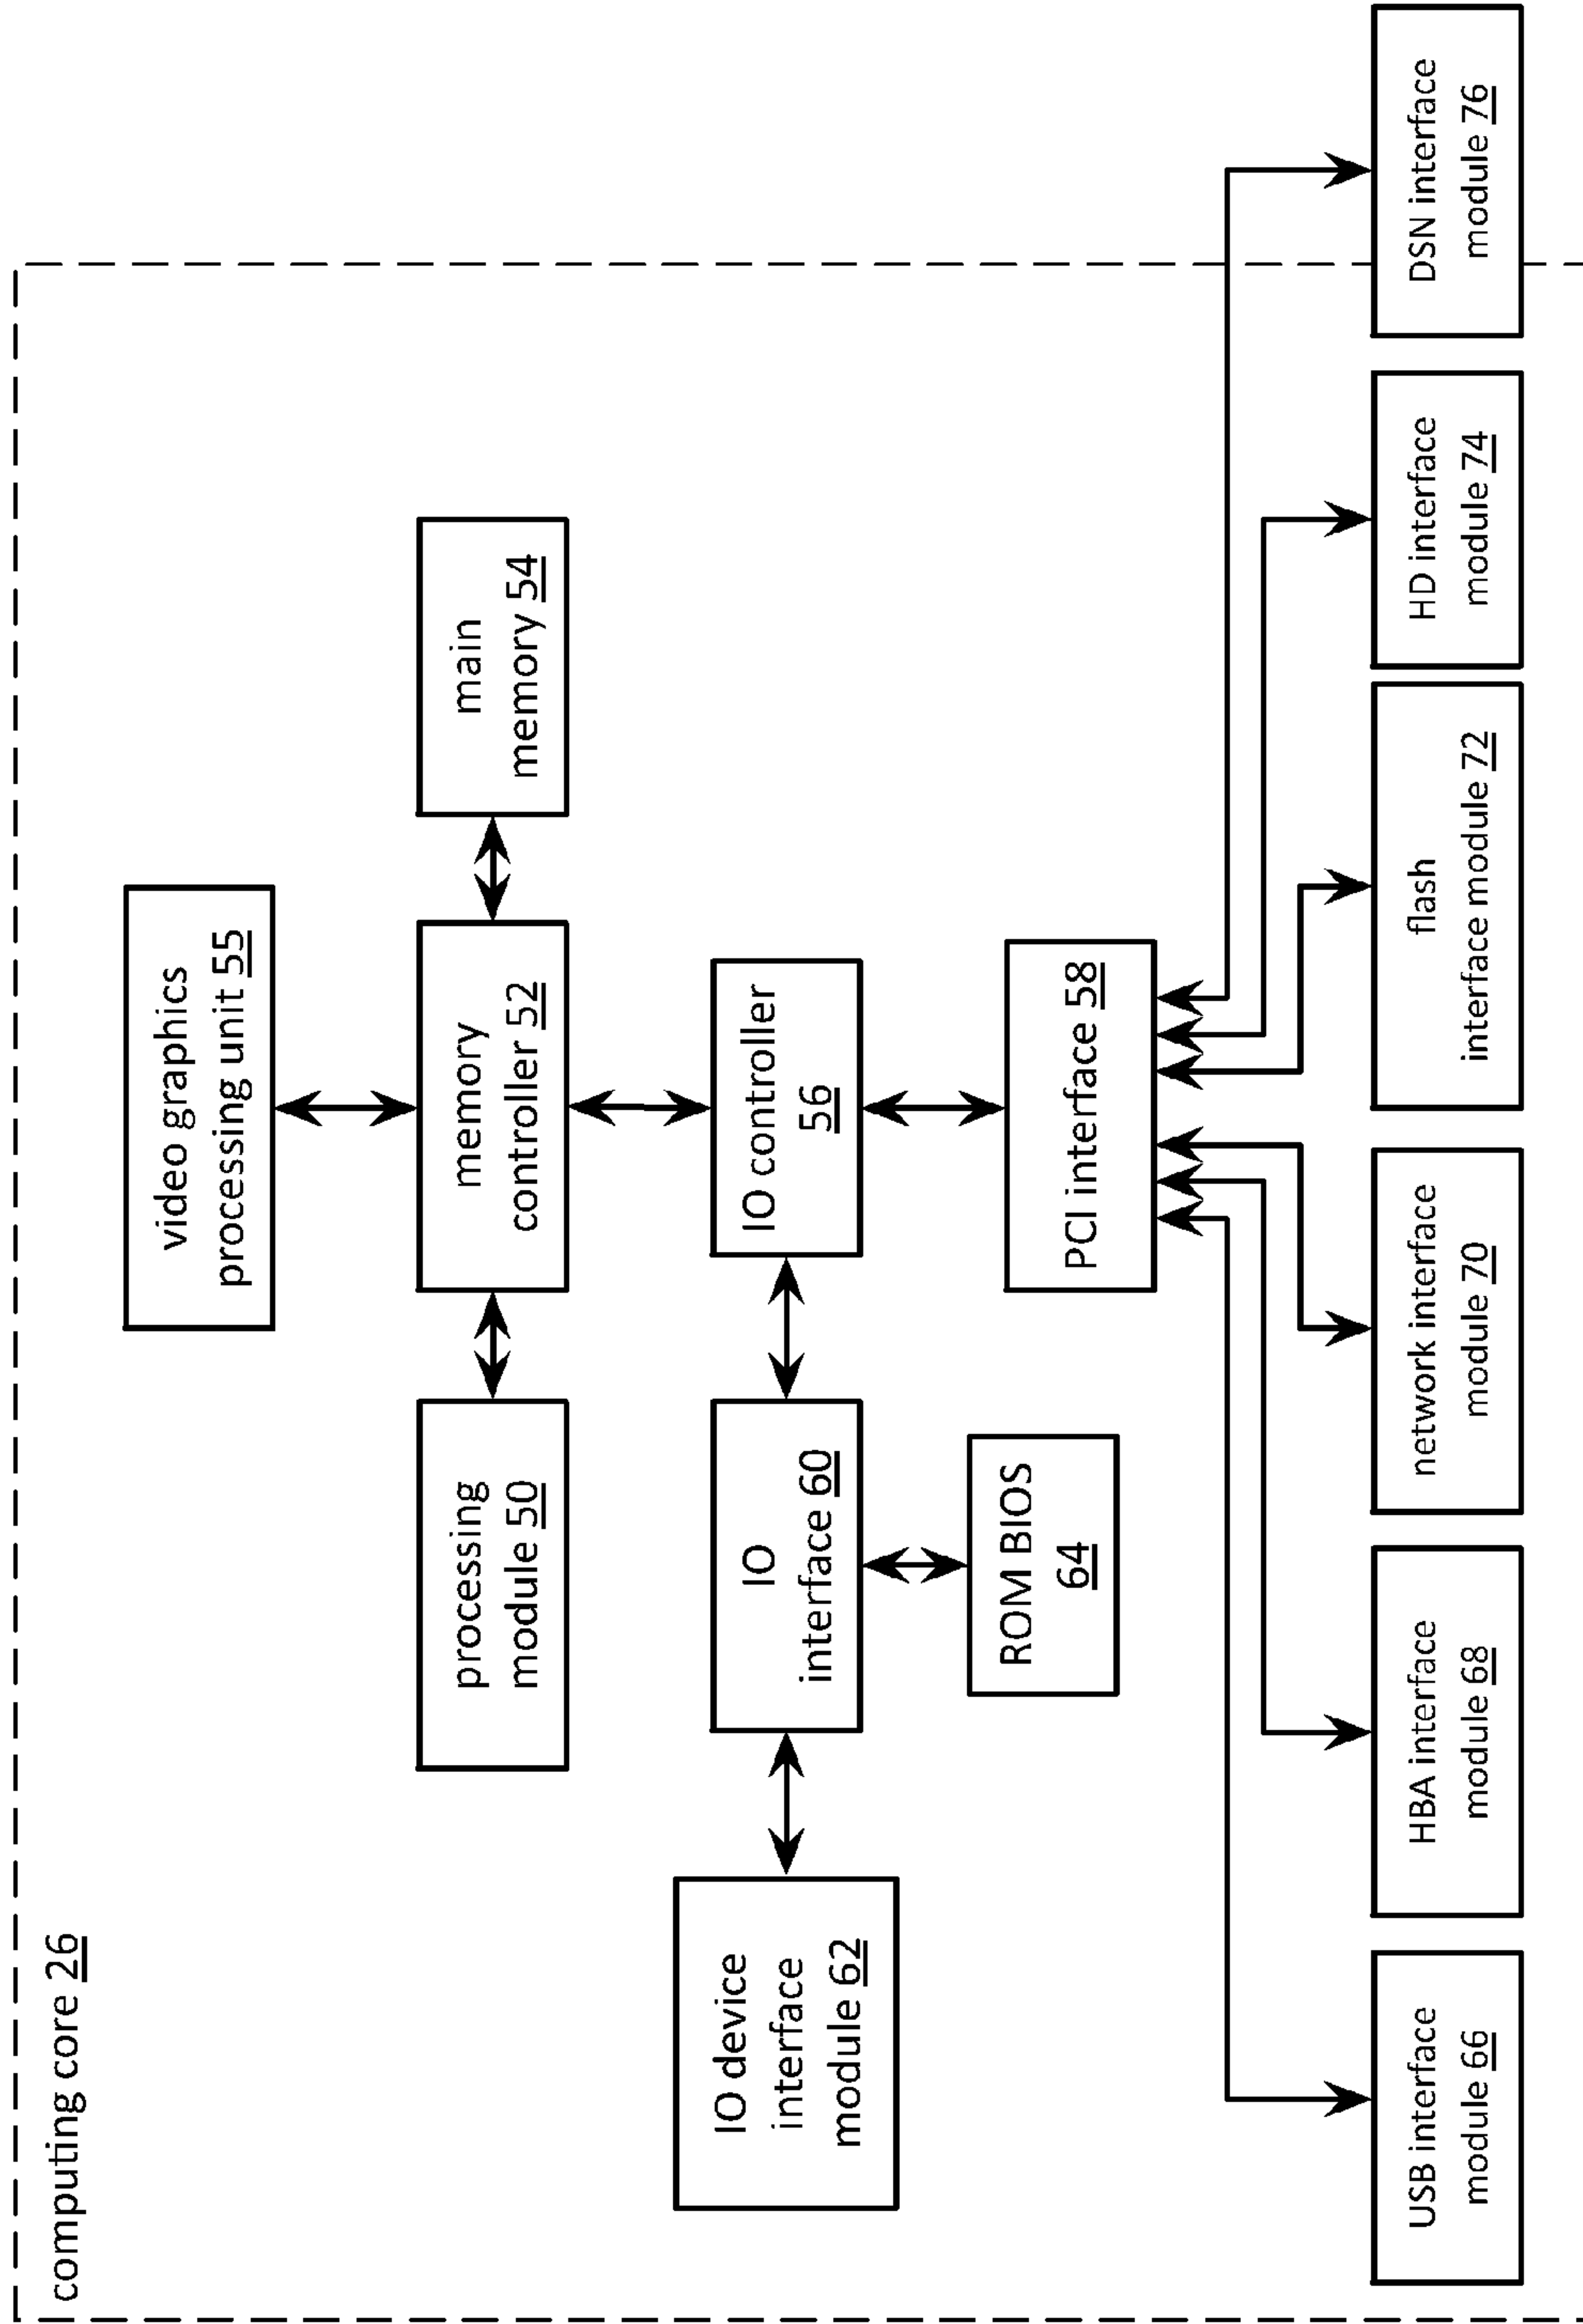 computing core 26
video graphics
processing unit 55
processing
module 50
memory
controller 52
main
memory 54
IO device
interface
module 62
IO
interface 60
IO controller
56
ROM BIOS
64
PCI interface 58
USB interface
module 66
HBA interface
module 68
network interface
module 70
flash
interface module 72
HD interface
module 74
DSN interface
module 76